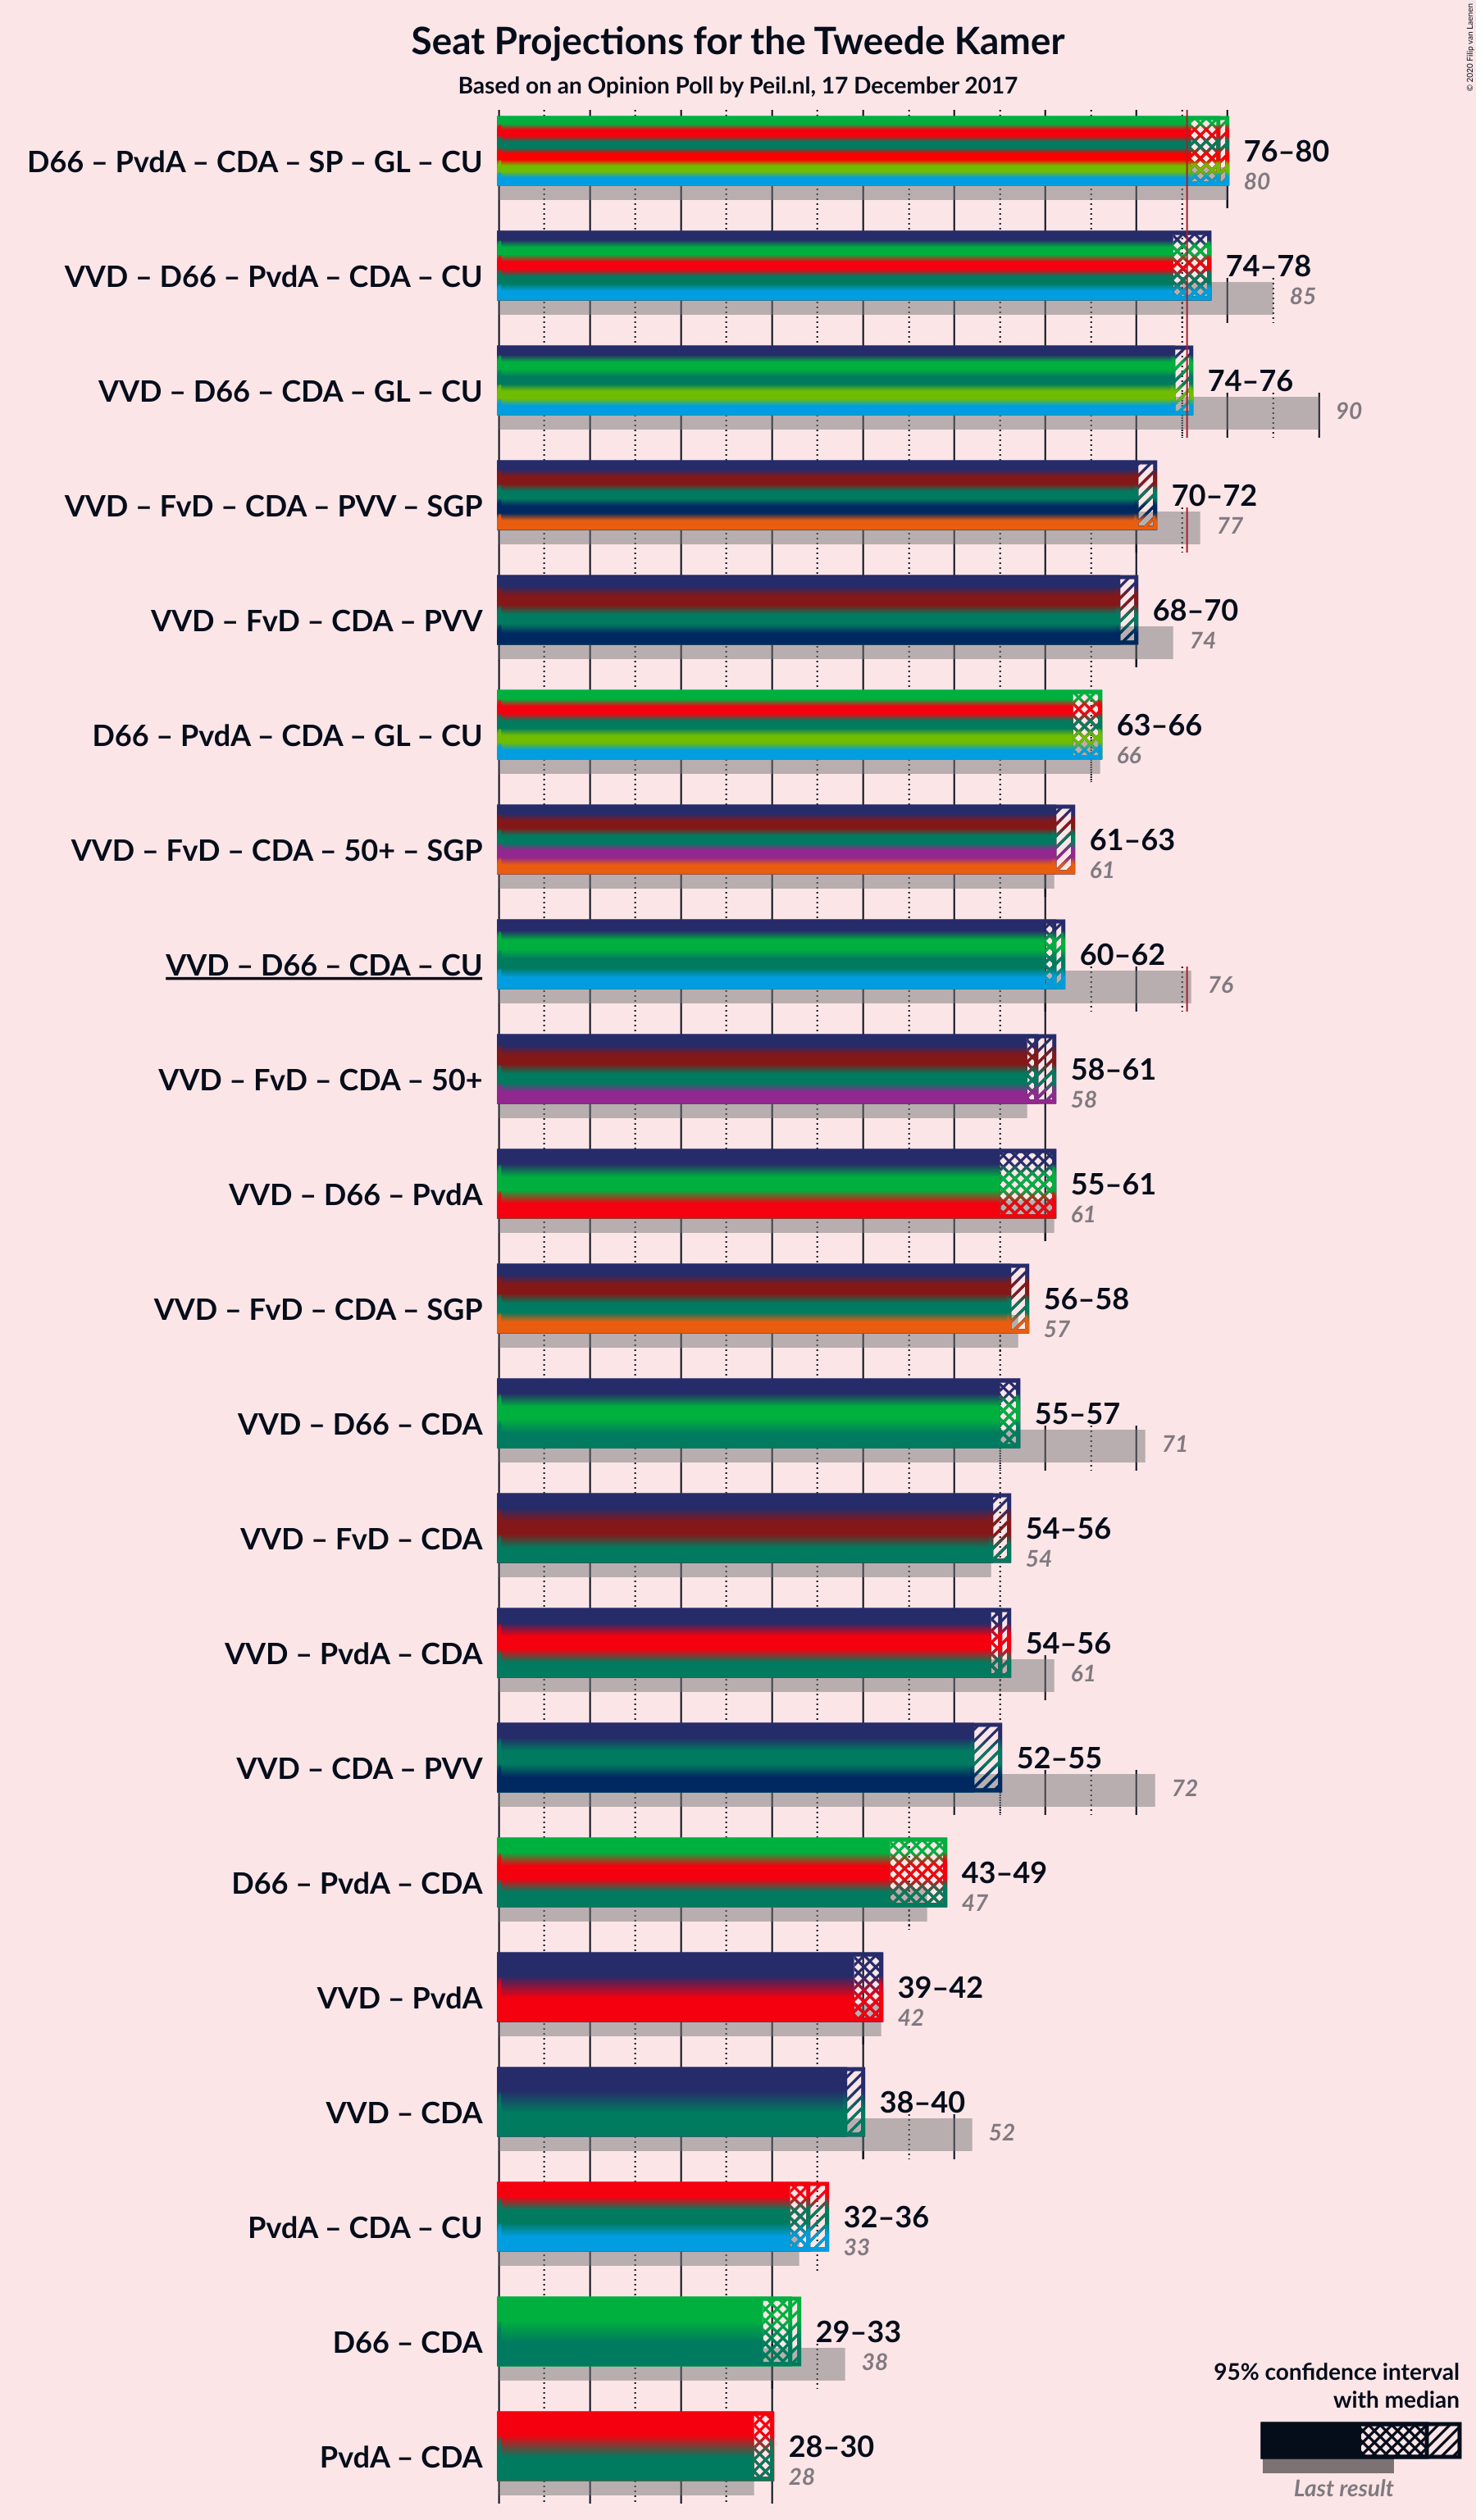 Seat Projections for the Tweede Kamer
Based on an Opinion Poll by Peil.nl, 17 December 2017
© 2020 Filip van Laenen
D66 – PvdA – CDA – SP – GL – CU
76–80
80
VVD – D66 – PvdA – CDA – CU
74–78
85
VVD – D66 – CDA – GL – CU
74–76
90
VVD – FvD – CDA – PVV – SGP
70–72
77
VVD – FvD – CDA – PVV
68–70
74
D66 – PvdA – CDA – GL – CU
63–66
66
VVD – FvD – CDA – 50+ – SGP
61–63
61
VVD – D66 – CDA – CU
60–62
76
VVD – FvD – CDA – 50+
58–61
58
VVD – D66 – PvdA
55–61
61
VVD – FvD – CDA – SGP
56–58
57
VVD – D66 – CDA
55–57
71
VVD – FvD – CDA
54–56
54
VVD – PvdA – CDA
54–56
61
VVD – CDA – PVV
52–55
72
D66 – PvdA – CDA
43–49
47
VVD – PvdA
39–42
42
VVD – CDA
38–40
52
PvdA – CDA – CU
32–36
33
D66 – CDA
29–33
38
PvdA – CDA
28–30
28
95% confidence interval
with median
Last result